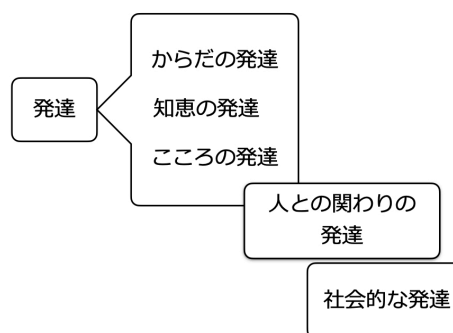 発達
からだの発達
知恵の発達
こころの発達
人との関わりの
発達
社会的な発達